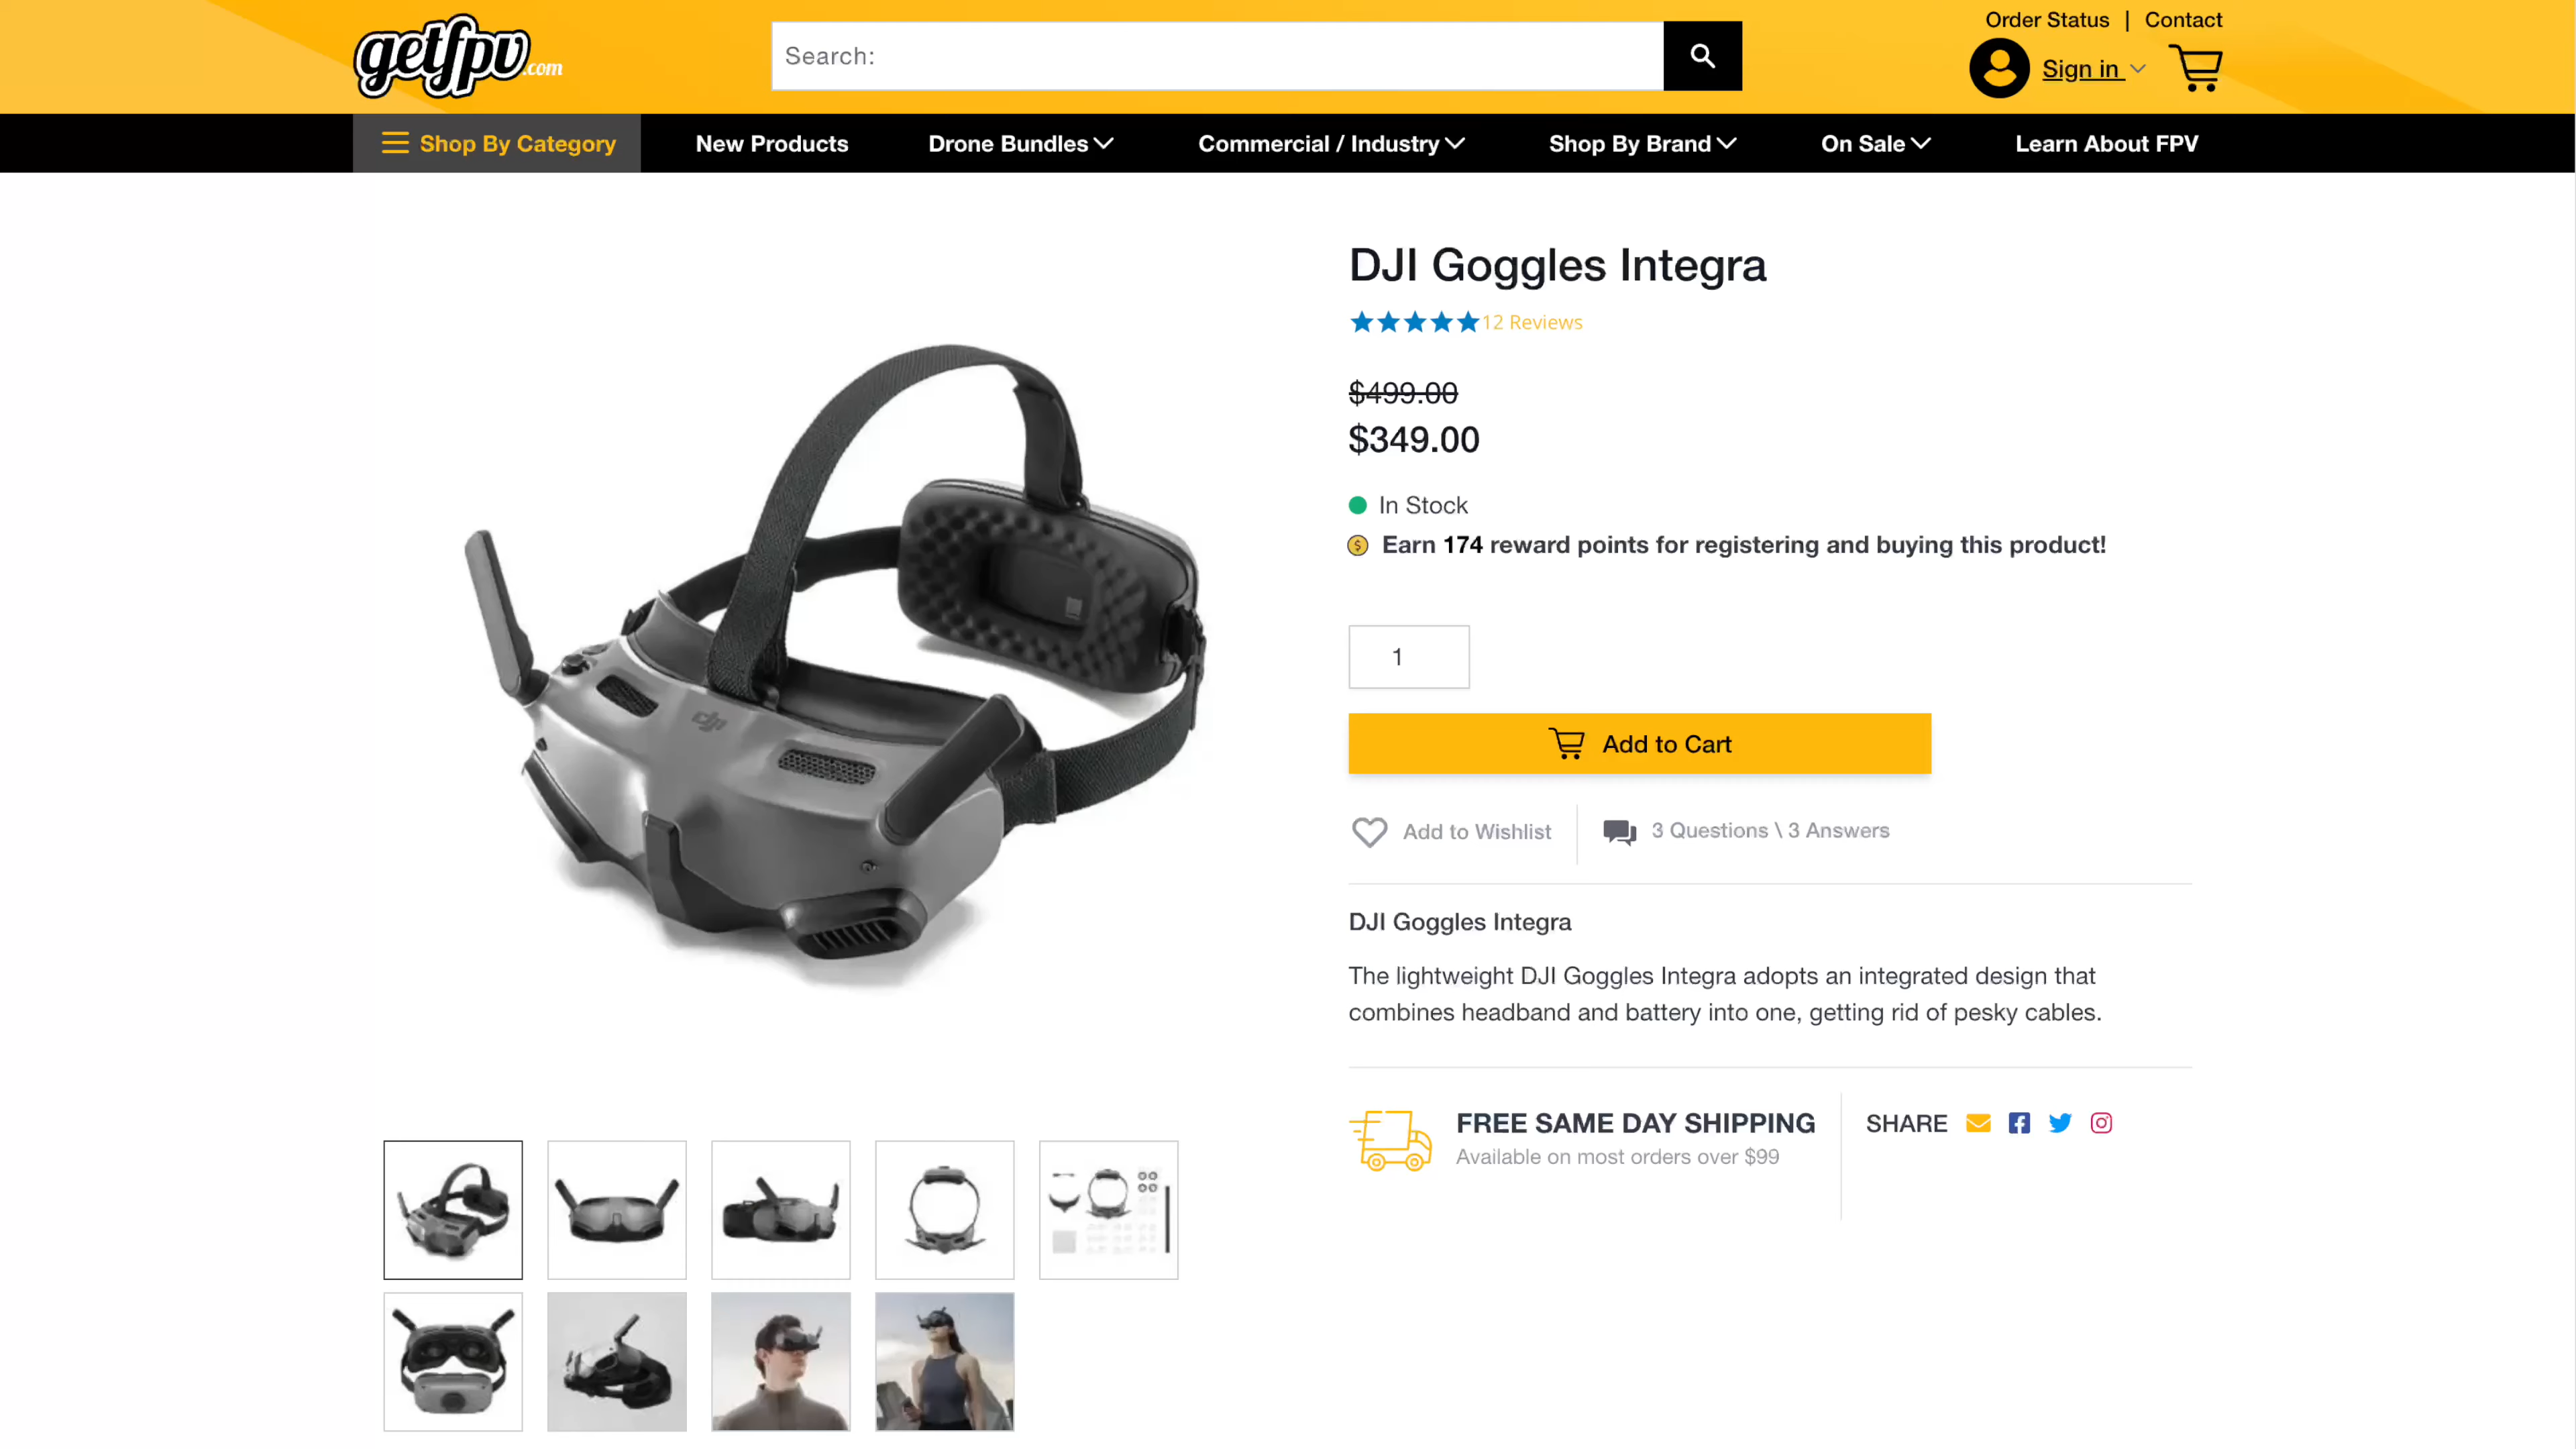 Order Status | Contact
getfpv.com
Search:
Sign in
Shop By Category
New Products
Drone Bundles
Commercial / Industry
Shop By Brand
On Sale
Learn About FPV
DJI Goggles Integra
12 Reviews
$499.00
$349.00
In Stock
$ Earn 174 reward points for registering and buying this product!
dji
1
Add to Cart
Add to Wishlist
3 Questions \ 3 Answers
DJI Goggles Integra
The lightweight DJI Goggles Integra adopts an integrated design that
combines headband and battery into one, getting rid of pesky cables.
FREE SAME DAY SHIPPING
Available on most orders over $99
SHARE